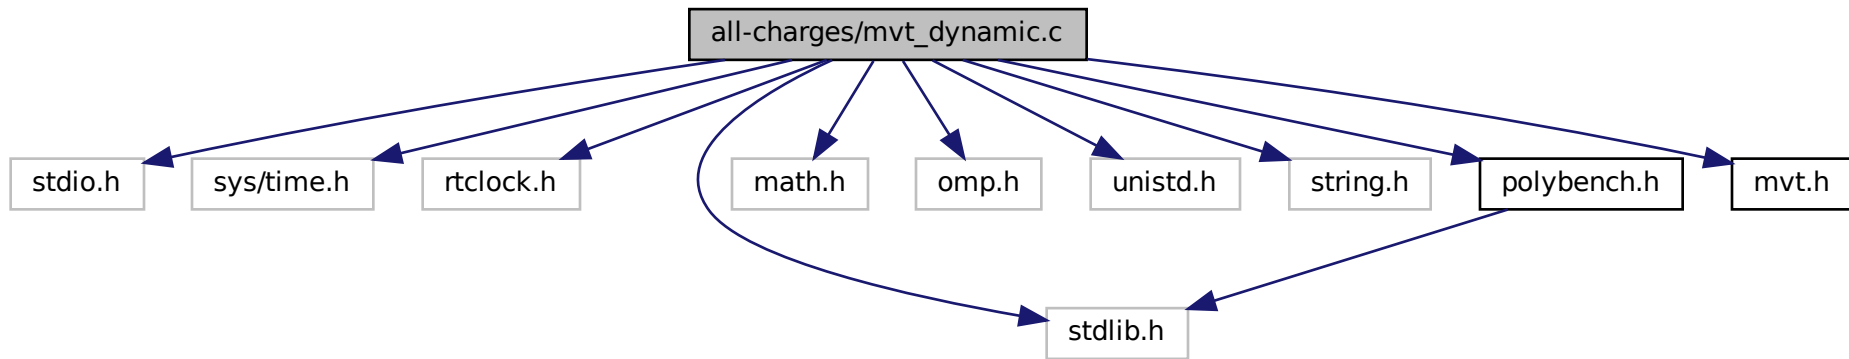 all-charges/mvt_dynamic.c
stdio.h
sys/time.h
rtclock.h
math.h
omp.h
unistd.h
string.h
polybench.h
mvt.h
stdlib.h